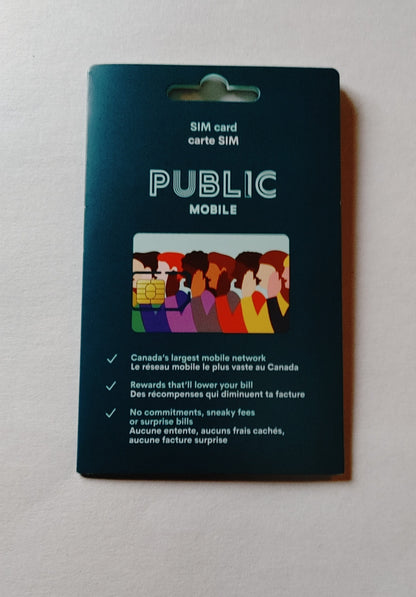 SIM card
carte SIM
PUBLIC
MOBILE
Canada's largest mobile network
Le réseau mobile le plus vaste au Canada
Rewards that'll lower your bill
Des récompenses qui diminuent ta facture
No commitments, sneaky fees
or surprise bills
Aucune entente, aucuns frais cachés,
aucune facture surprise